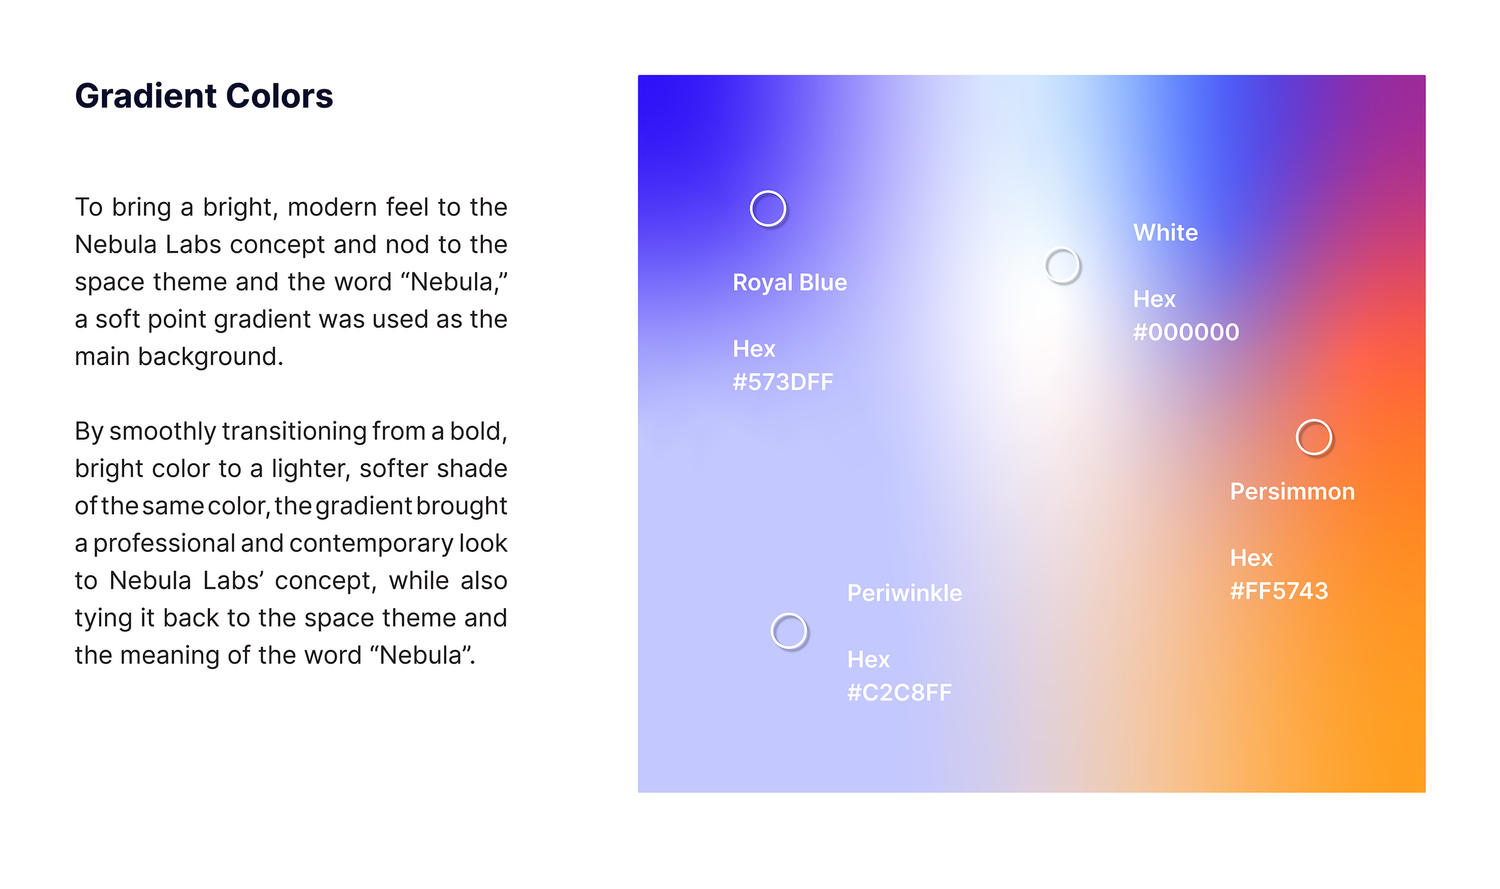 Gradient Colors
To bring a bright, modern feel to the
Nebula Labs concept and nod to the
space theme and the word “Nebula,”
a soft point gradient was used as the
main background.
By smoothly transitioning from a bold,
bright color to a lighter, softer shade
of the same color, the gradient brought
a professional and contemporary look
to Nebula Labs’ concept, while also
tying it back to the space theme and
the meaning of the word “Nebula”.
Royal Blue
Hex
#573DFF
White
Hex
#000000
Persimmon
Hex
#FF5743
Periwinkle
Hex
#C2C8FF